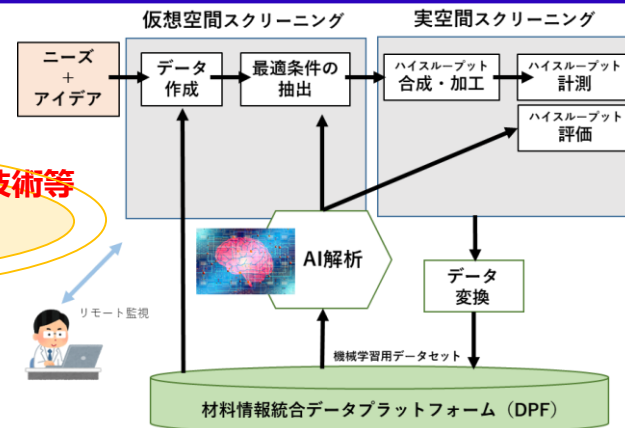 仮想空間スクリーニング
実空間スクリーニング
ニーズ
+
アイデア
データ
作成
最適条件の
抽出
ハイスループット
合成・加工
ハイスループット
計測
ハイスループット
評価
技術等
AI解析
データ
変換
リモート監視
機械学習用データセット
材料情報統合データプラットフォーム（DPF）